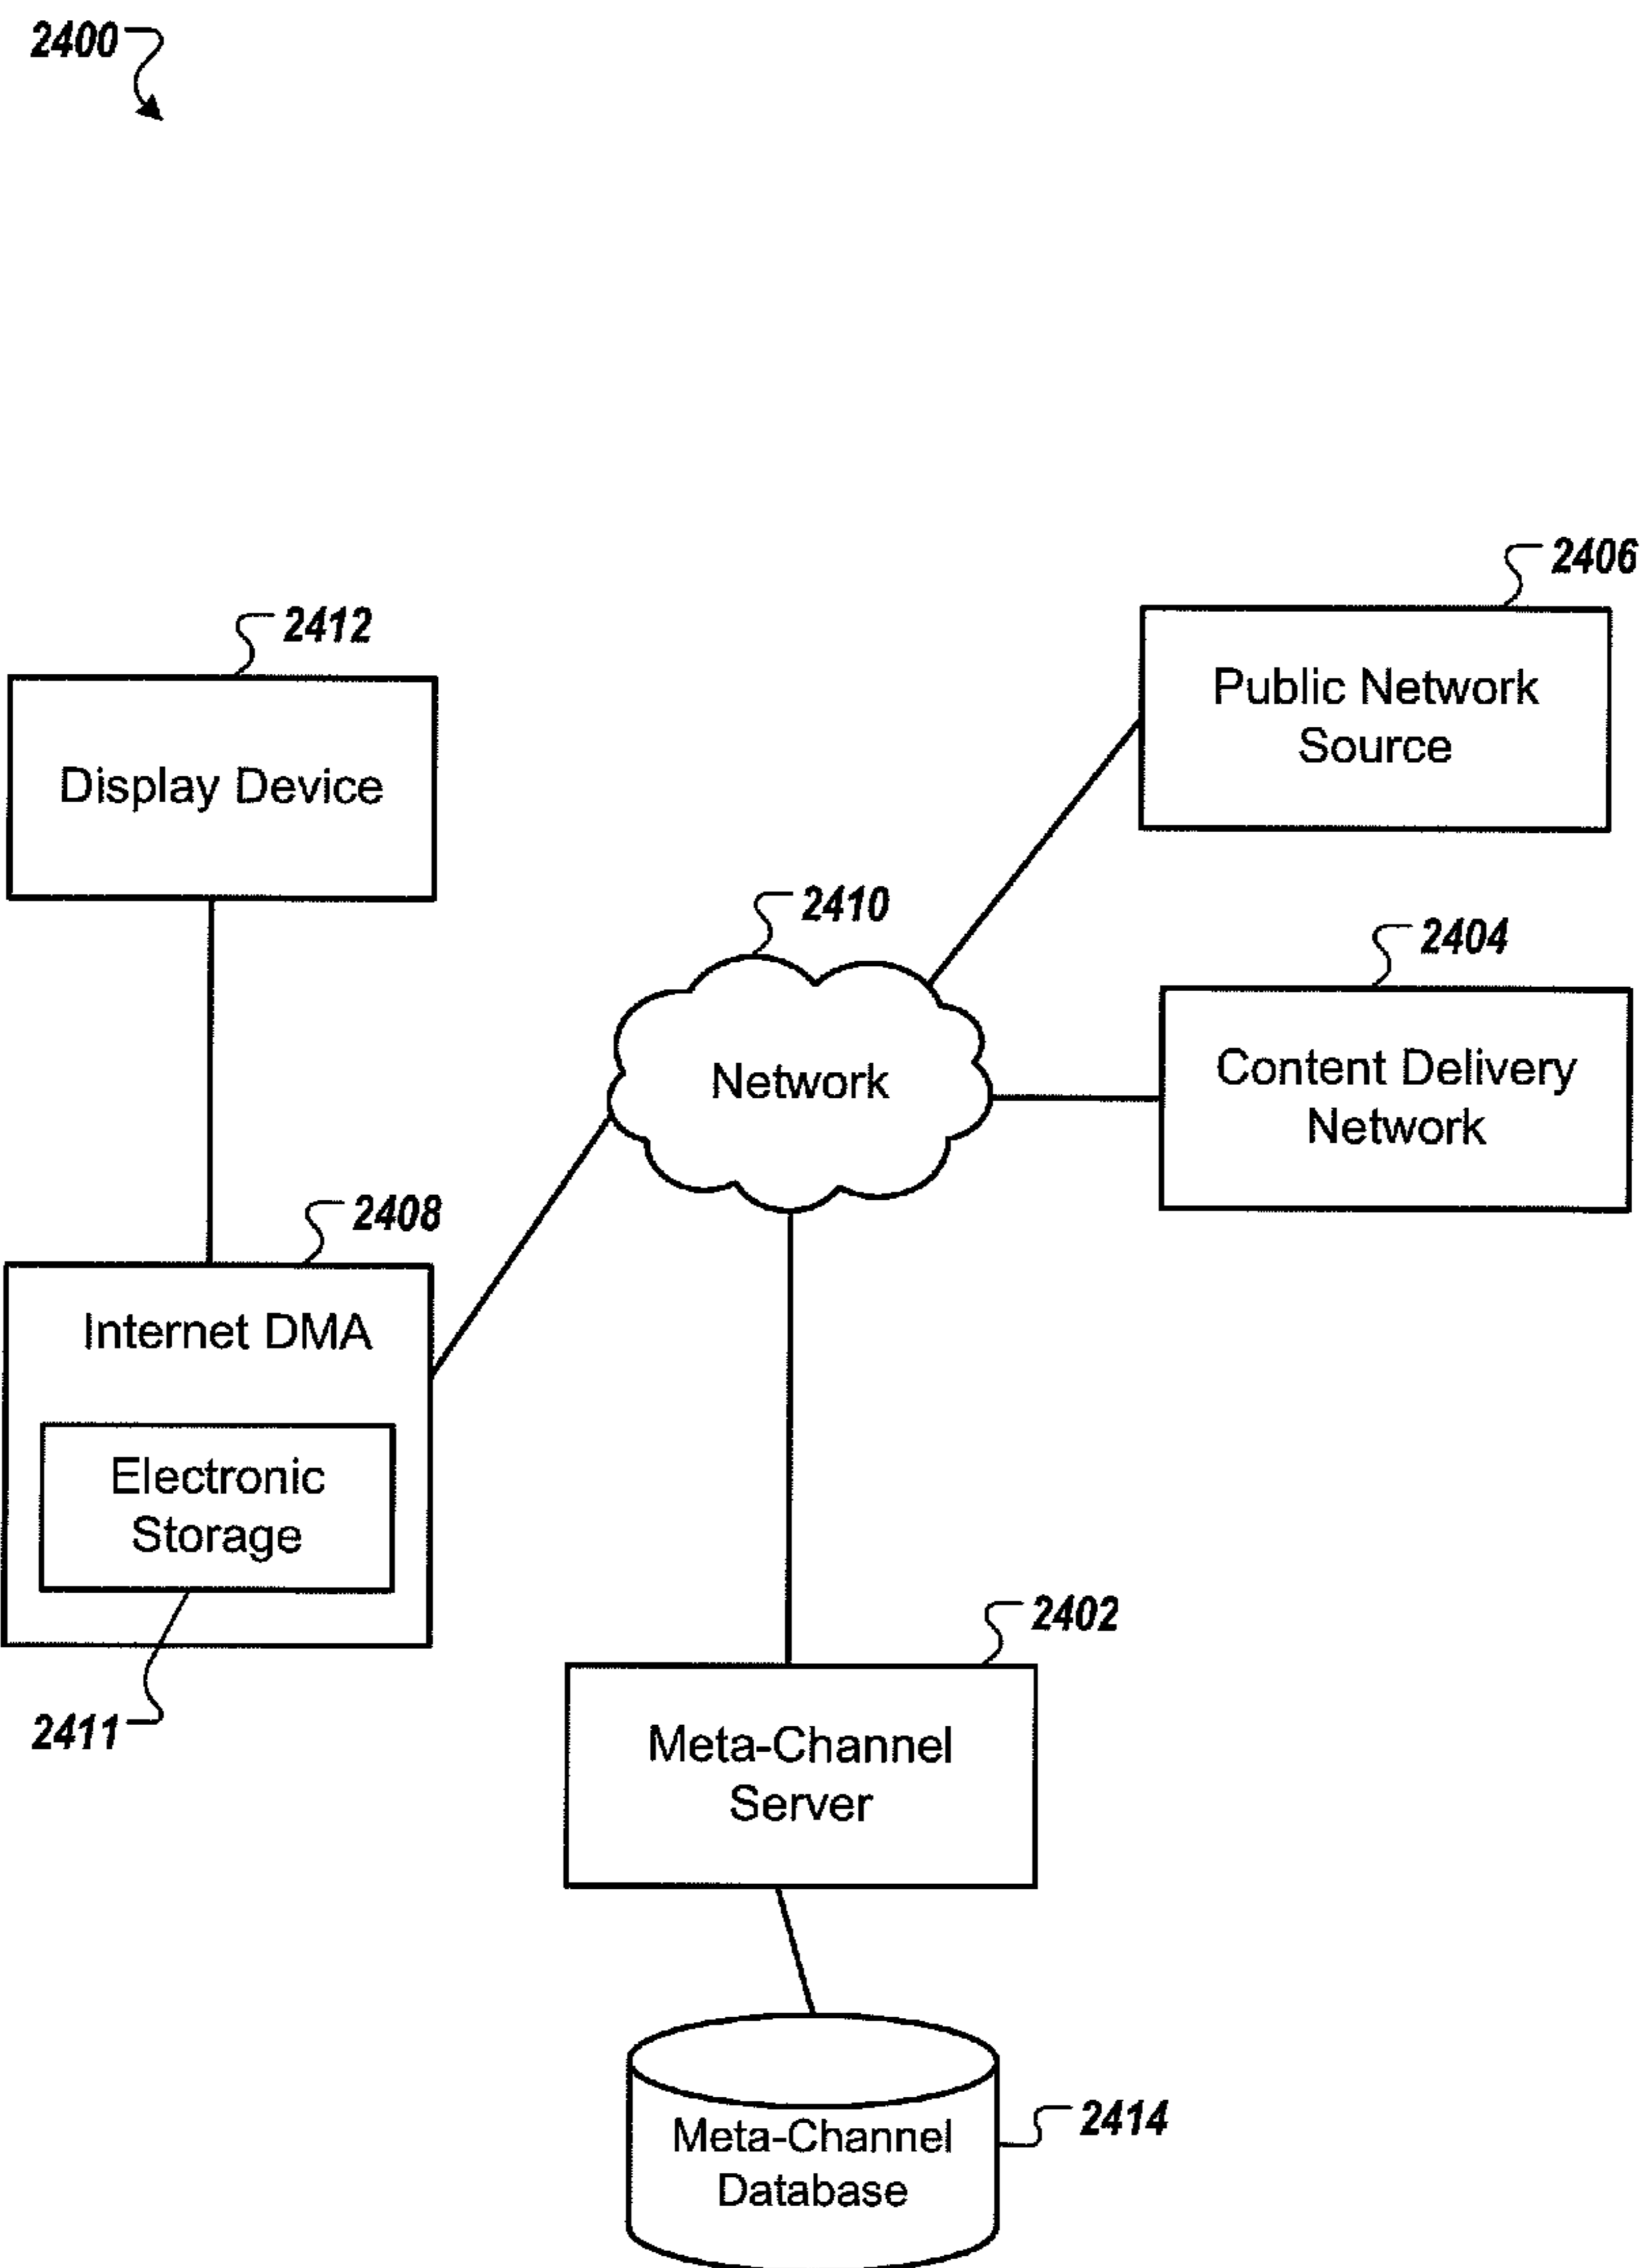 2400
2406
Public Network
Source
2412
Display Device
2410
Network
2404
Content Delivery
Network
2408
Internet DMA
Electronic
Storage
2411
2402
Meta-Channel
Server
2414
Meta-Channel
Database